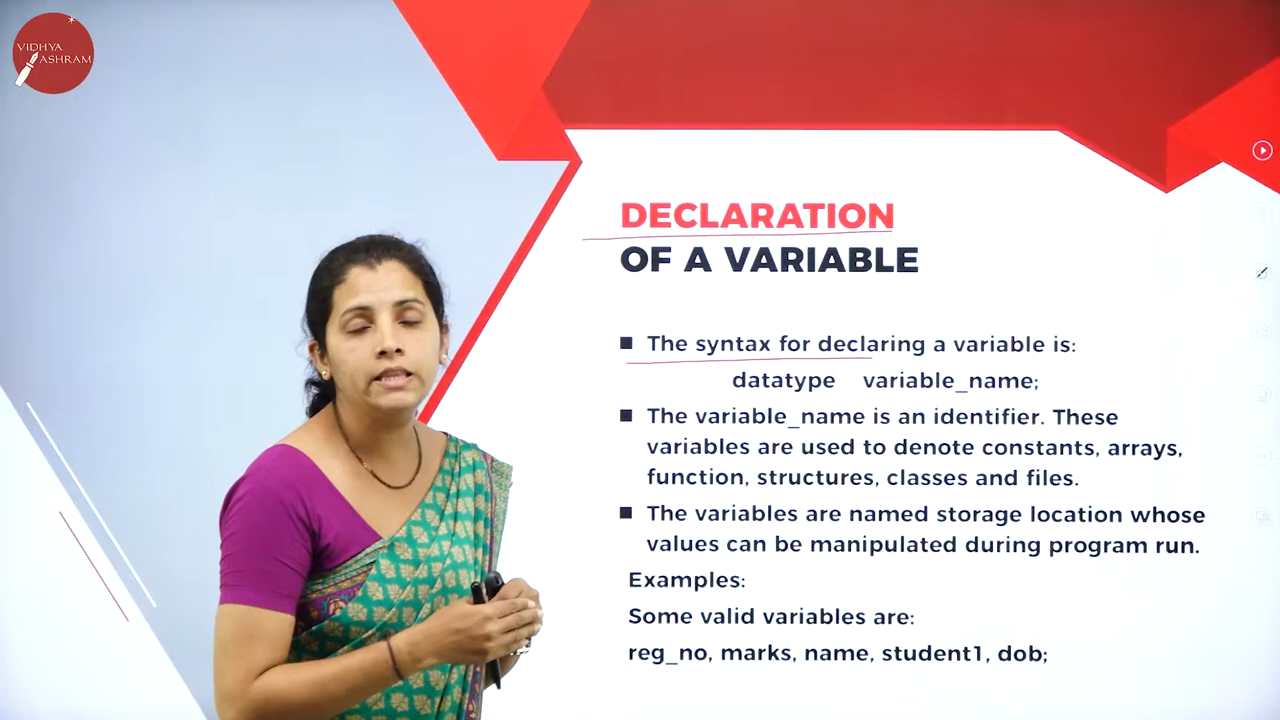 VIDHYA
ASHRAM
DECLARATION
OF A VARIABLE
The syntax for declaring a variable is:
datatype variable_name;
The variable_name is an identifier. These
variables are used to denote constants, arrays,
function, structures, classes and files.
The variables are named storage location whose
values can be manipulated during program run.
Examples:
Some valid variables are:
reg_no, marks, name, student1, dob;